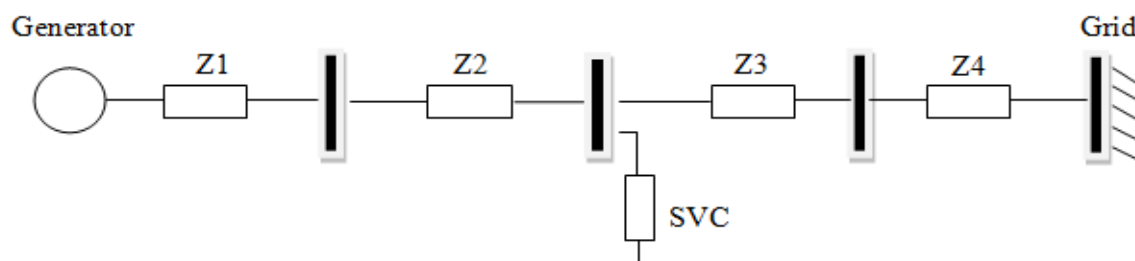 Generator
Grid
Z1
Z2
Z3
Z4
SVC